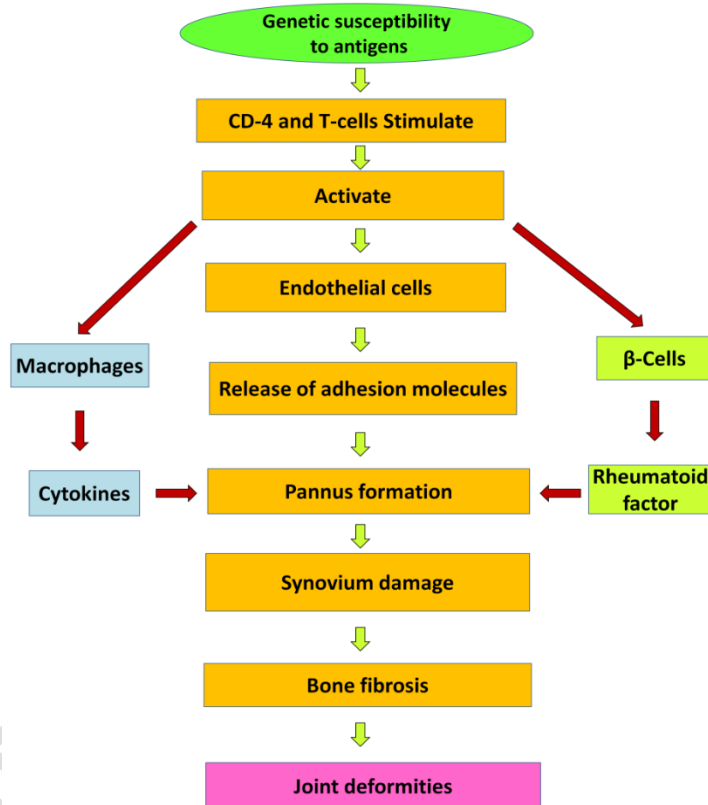 Genetic susceptibility
to antigens
CD-4 and T-cells Stimulate
Activate
Endothelial cells
Macrophages
β-Cells
Release of adhesion molecules
Cytokines
Pannus formation
Rheumatoid
factor
Synovium damage
Bone fibrosis
Joint deformities